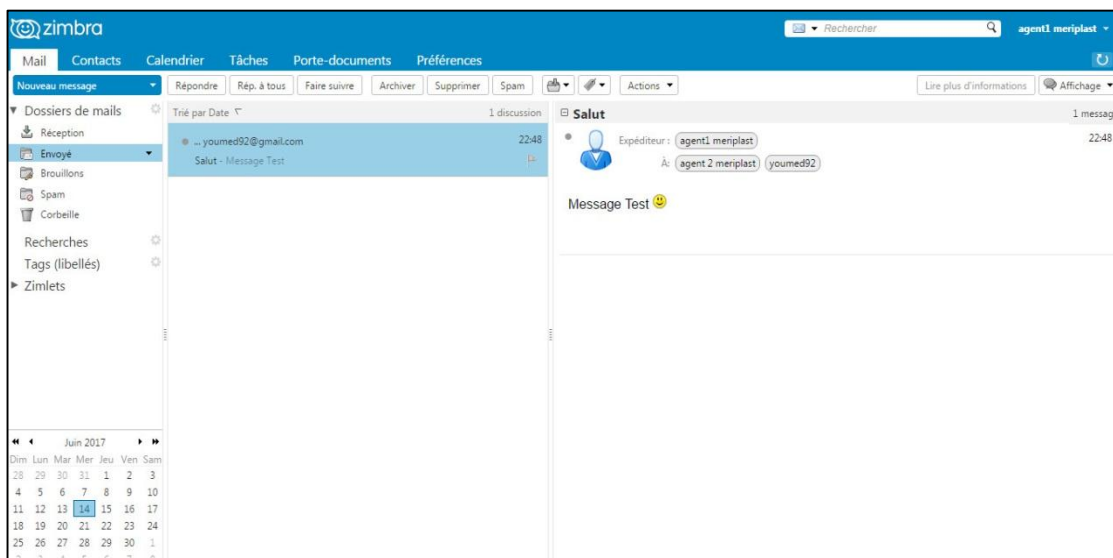 zimbra
Rechercher
agent1 meriplast
Mail Contacts Calendrier Tâches Porte-documents Préférences
Nouveau message Répondre Rép. à tous Faire suivre Archiver Supprimer Spam Actions Lire plus d'informations Affichage
Dossiers de mails
Réception
Envoyé
Brouillons
Spam
Corbeille
Recherches
Tags (libellés)
Zimlets
Juin 2017
Dim Lun Mar Mer Jeu Ven Sam
28 29 30 31 1 2 3
4 5 6 7 8 9 10
11 12 13 14 15 16 17
18 19 20 21 22 23 24
25 26 27 28 29 30 1
Trié par Date 1 discussion
... youmed92@gmail.com 22:48
Salut - Message Test
Salut 1 messag
Expéditeur : agent1 meriplast 22:48
À: agent 2 meriplast youmed92
Message Test